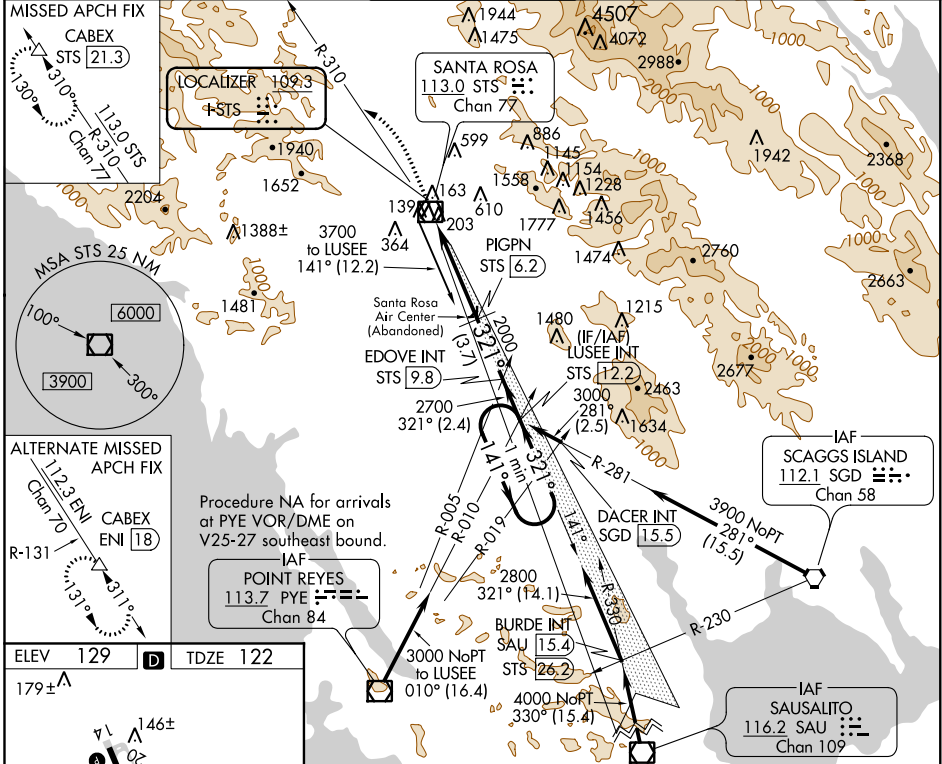 MISSED APCH FIX
CABEX
STS 21.3
310°
130°
113.0 STS
R-310
Chan 77
R-310
LOCALIZER 109.3
I-STS
SANTA ROSA
113.0 STS
Chan 77
1944
1475
4507
4072
2988
1000
2000
1000
1000
1940
1652
2204
1388±
1000
1481
599
886
1145
1154
1558
1228
1456
1777
1942
2368
1000
163
139
203
610
364
1474
2760
1000
2663
3700
to LUSEE
141° (12.2)
PIGPN
STS 6.2
MSA STS 25 NM
100°
6000
3900
300°
Santa Rosa
Air Center
(Abandoned)
321°
(3.7)
2000
1480
1215
2000
2677
EDOVE INT
STS 9.8
(IF/IAF)
LUSEE INT
STS 12.2
2463
1634
2700
321° (2.4)
3000
281°
(2.5)
1 min
141°
321°
R-281
IAF
SCAGGS ISLAND
112.1 SGD
Chan 58
3900 NoPT
281°
(15.5)
ALTERNATE MISSED
APCH FIX
112.3 ENI
Chan 70
R-131
CABEX
ENI 18
131°
311°
Procedure NA for arrivals
at PYE VOR/DME on
V25-27 southeast bound.
R-005
R-010
R-019
141°
R-330
DACER INT
SGD 15.5
IAF
POINT REYES
113.7 PYE
Chan 84
2800
321° (14.1)
R-230
BURDE INT
SAU 15.4
STS 26.2
3000 NoPT
to LUSEE
010° (16.4)
4000 NoPT
330° (15.4)
IAF
SAUSALITO
116.2 SAU
Chan 109
ELEV 129 D TDZE 122
179±
146±
14
20